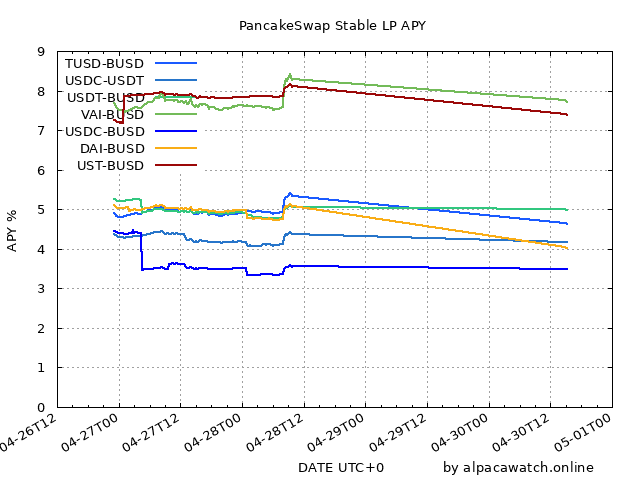 PancakeSwap Stable LP APY
9
8
7
6
5
4
3
2
1
0
APY %
TUSD-BUSD
USDC-USDT
USDT-BUSD
VAI-BUSD
USDC-BUSD
DAI-BUSD
UST-BUSD
04-26T12
04-27T00
04-27T12
04-28T00
04-28T12
04-29T00
04-29T12
04-30T00
04-30T12
05-01T00
DATE UTC+0
by alpacawatch.online